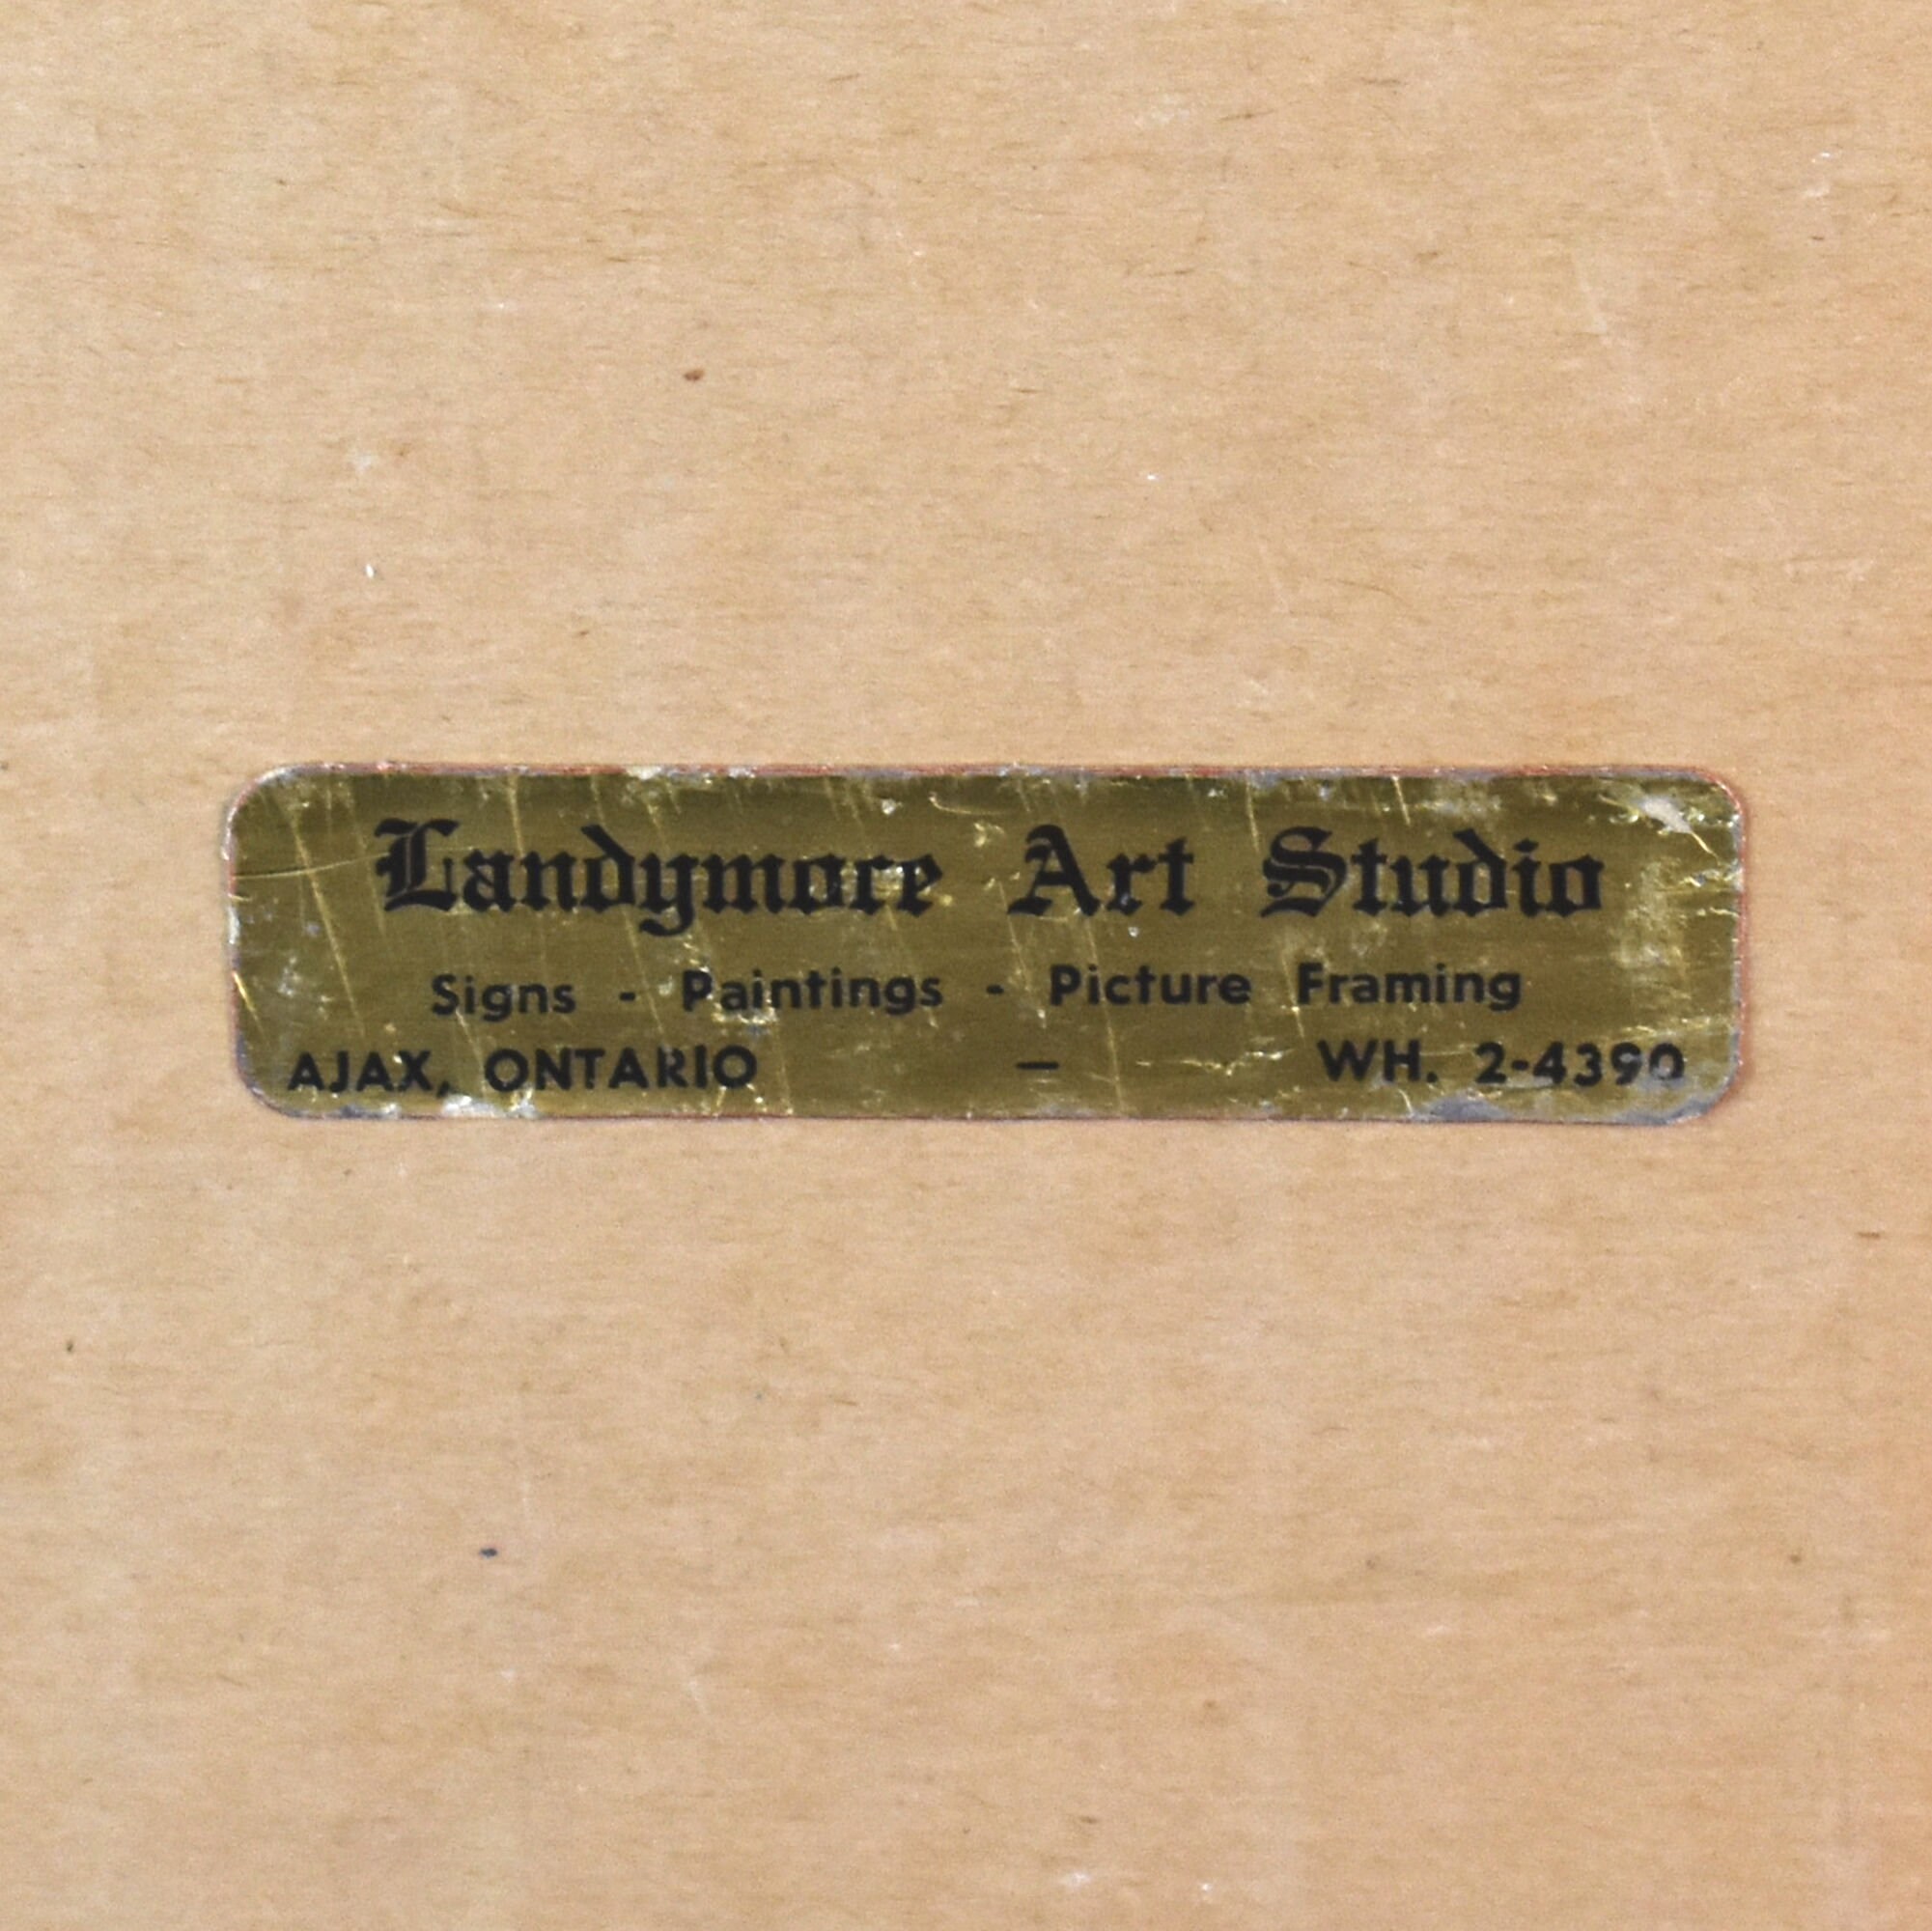 Landymore Art Studio
Signs - Paintings - Picture Framing
AJAX, ONTARIO — WH. 2-4390